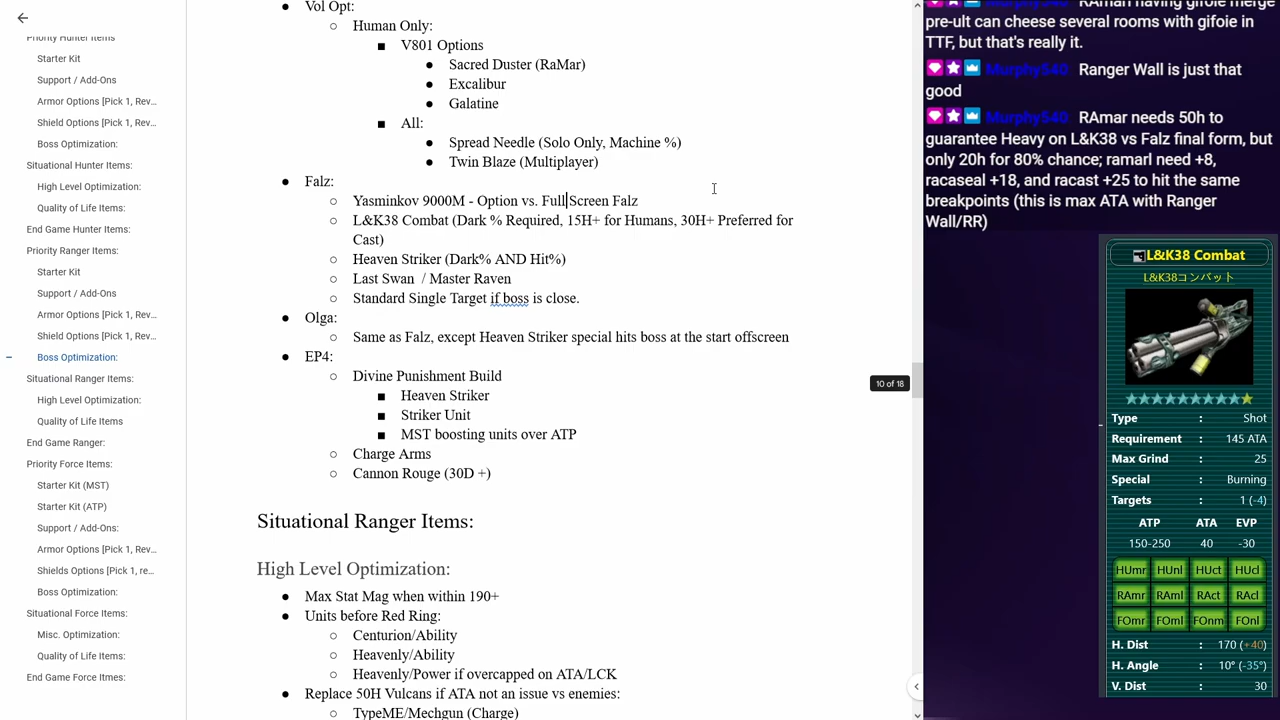 Priority Hunter Items
Starter Kit
Support / Add-Ons
Armor Options [Pick 1, Rev...
Shield Options [Pick 1, Rev...
Boss Optimization:
Situational Hunter Items:
High Level Optimization:
Quality of Life Items:
End Game Hunter Items:
Priority Ranger Items:
Starter Kit
Support / Add-Ons
Armor Options [Pick 1, Rev...
Shield Options [Pick 1, Rev...
Boss Optimization:
Situational Ranger Items:
High Level Optimization:
Quality of Life Items
End Game Ranger:
Priority Force Items:
Starter Kit (MST)
Starter Kit (ATP)
Support / Add-Ons:
Armor Options [Pick 1, Rev...
Shields Options [Pick 1, re...
Boss Optimization:
Situational Force Items:
Misc. Optimization:
Quality of Life Items:
End Game Force Itmes:
Vol Opt:
Human Only:
V801 Options
Sacred Duster (RaMar)
Excalibur
Galatine
All:
Spread Needle (Solo Only, Machine %)
Twin Blaze (Multiplayer)
Falz:
Yasminkov 9000M - Option vs. Full Screen Falz
L&K38 Combat (Dark % Required, 15H+ for Humans, 30H+ Preferred for
Cast)
Heaven Striker (Dark% AND Hit%)
Last Swan / Master Raven
Standard Single Target if boss is close.
Olga:
Same as Falz, except Heaven Striker special hits boss at the start offscreen
EP4:
Divine Punishment Build
Heaven Striker
Striker Unit
MST boosting units over ATP
Charge Arms
Cannon Rouge (30D +)
Situational Ranger Items:
High Level Optimization:
Max Stat Mag when within 190+
Units before Red Ring:
Centurion/Ability
Heavenly/Ability
Heavenly/Power if overcapped on ATA/LCK
Replace 50H Vulcans if ATA not an issue vs enemies:
TypeME/Mechgun (Charge)
10 of 18
RAmar having gifoie merge
pre-ult can cheese several rooms with gifoie in
TTF, but that's really it.
Murphy540 Ranger Wall is just that
good
Murphy540 RAmar needs 50h to
guarantee Heavy on L&K38 vs Falz final form, but
only 20h for 80% chance; ramarl need +8,
racaseal +18, and racast +25 to hit the same
breakpoints (this is max ATA with Ranger
Wall/RR)
L&K38 Combat
L&K38コンバット
Type : Shot
Requirement : 145 ATA
Max Grind : 25
Special : Burning
Targets : 1 (-4)
ATP ATA EVP
150-250 40 -30
HUmr HUnl HUct HUcl
RAmr RAml RAct RAcl
FOmr FOml FOnm FOnl
H. Dist : 170 (+40)
H. Angle : 10° (-35°)
V. Dist : 30